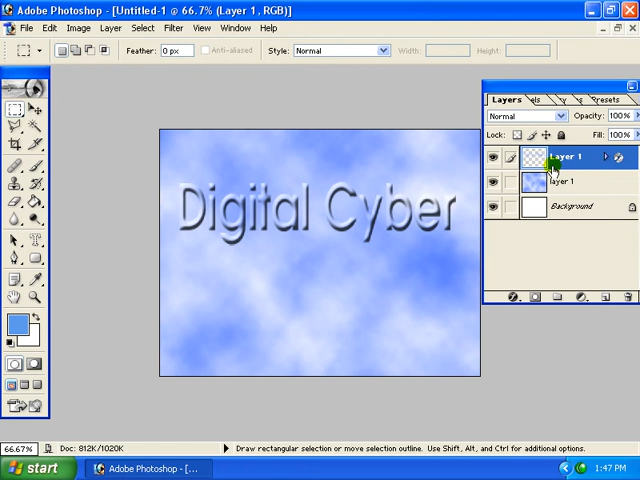 Adobe Photoshop - [Untitled-1 @ 66.7% (Layer 1, RGB)]
File Edit Image Layer Select Filter View Window Help
Feather: 0 px Anti-aliased Style: Normal Width: Height:
Layers els Presets
Normal Opacity: 100%
Lock: Fill: 100%
Layer 1
layer 1
Background
Digital Cyber
66.67% Doc: 812K/1020K Draw rectangular selection or move selection outline. Use Shift, Alt, and Ctrl for additional options.
start Adobe Photoshop - [... 1:47 PM